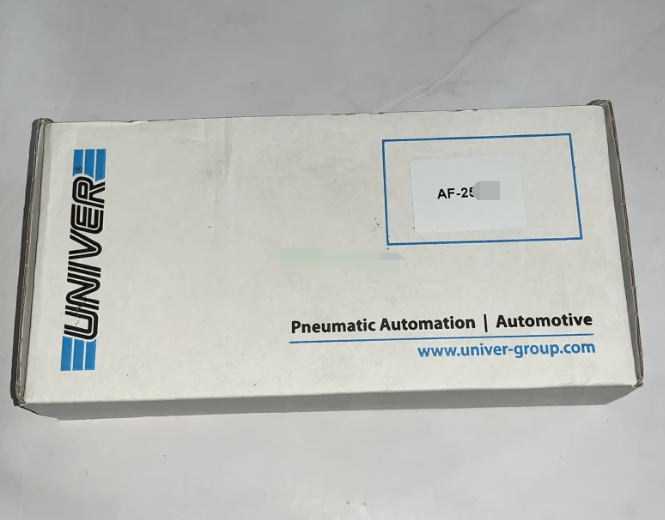 UNIVER®
AF-25
Pneumatic Automation | Automotive
www.univer-group.com